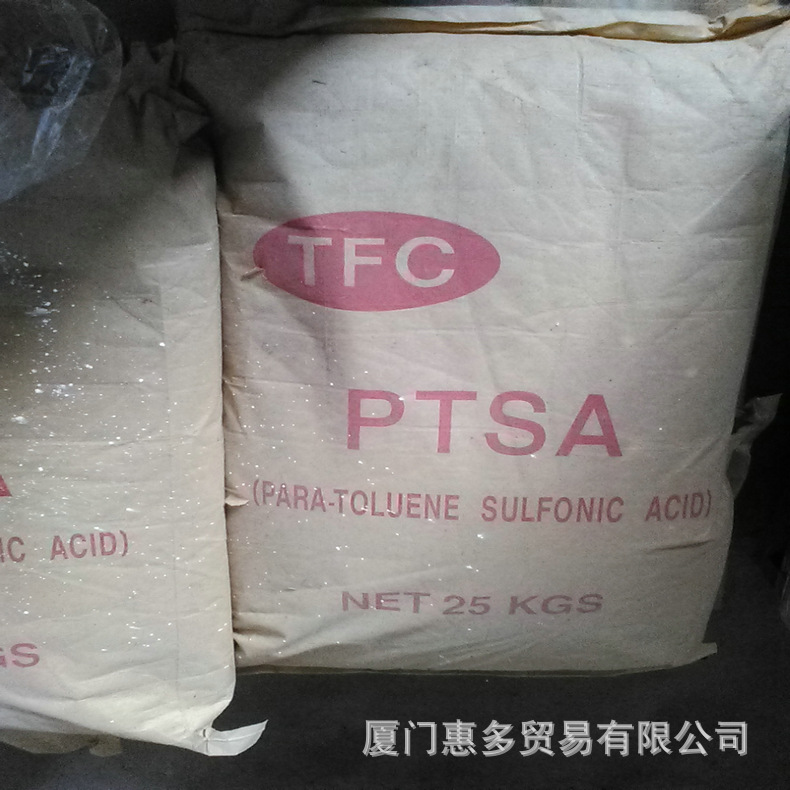 TFC
PTSA
(PARA-TOLUENE SULFONIC ACID)
NET 25 KGS
IC ACID)
GS
厦门惠多贸易有限公司